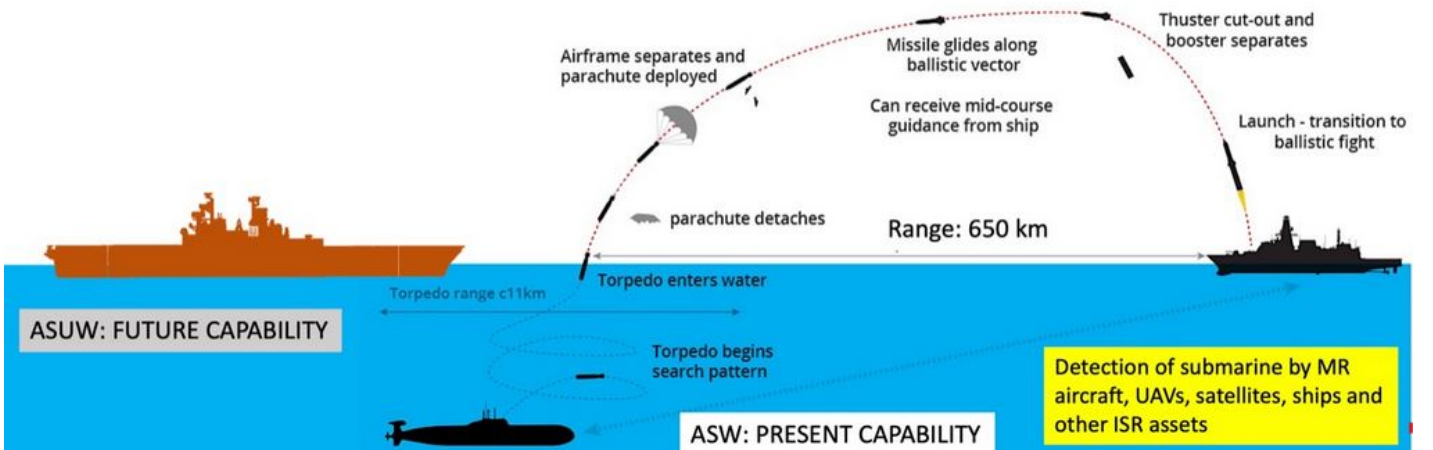 Thuster cut-out and
booster separates
Missile glides along
ballistic vector
Airframe separates and
parachute deployed
Can receive mid-course
guidance from ship
Launch - transition to
ballistic fight
parachute detaches
Range: 650 km
Torpedo enters water
Torpedo range c11km
ASUW: FUTURE CAPABILITY
Torpedo begins
search pattern
Detection of submarine by MR
aircraft, UAVs, satellites, ships and
other ISR assets
ASW: PRESENT CAPABILITY